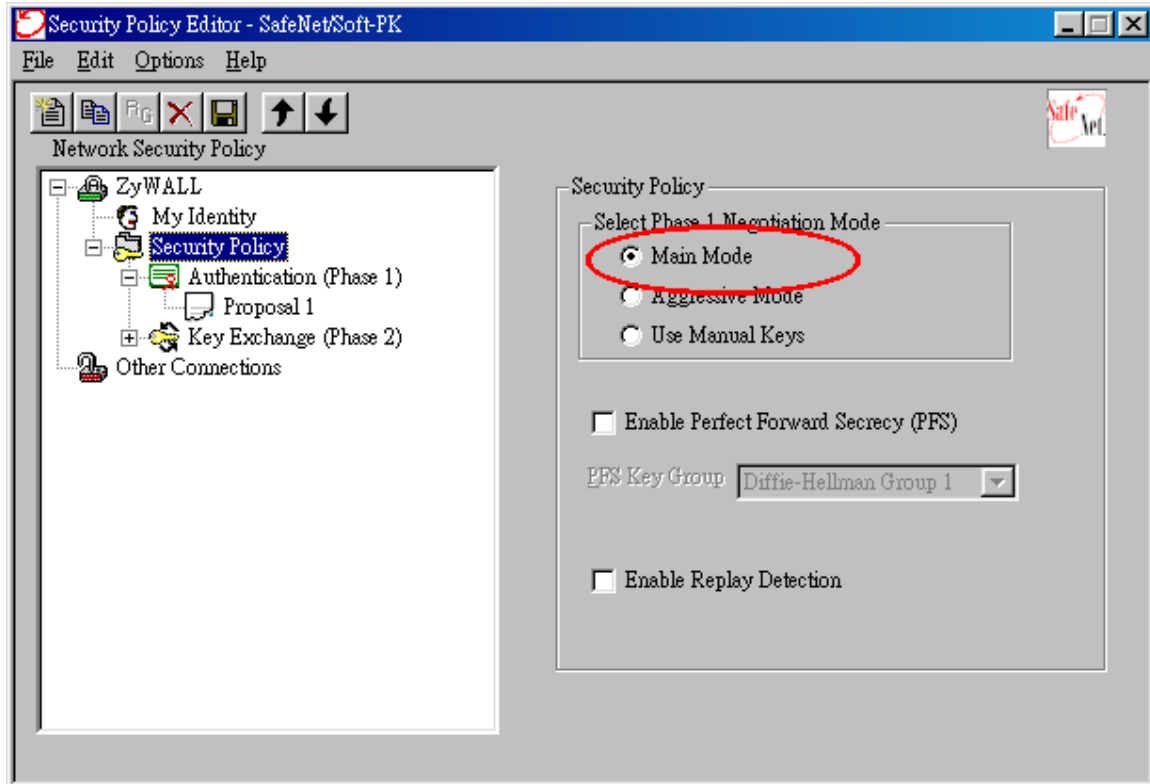 Security Policy Editor - SafeNet/Soft-PK
File Edit Options Help
RG
Safe Net.
Network Security Policy
ZyWALL
My Identity
Security Policy
Authentication (Phase 1)
Proposal 1
Key Exchange (Phase 2)
Other Connections
Security Policy
Select Phase 1 Negotiation Mode
Main Mode
Aggressive Mode
Use Manual Keys
Enable Perfect Forward Secrecy (PFS)
PFS Key Group Diffie-Hellman Group 1
Enable Replay Detection